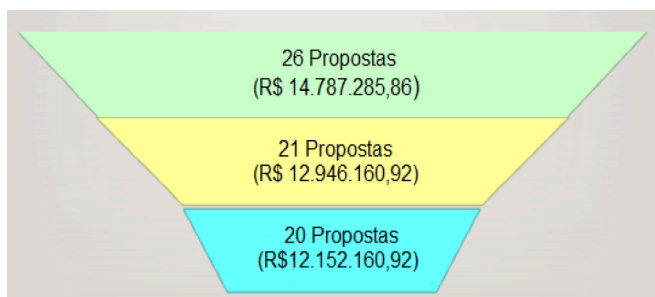 26 Propostas
(R$ 14.787.285,86)
21 Propostas
(R$ 12.946.160,92)
20 Propostas
(R$12.152.160,92)